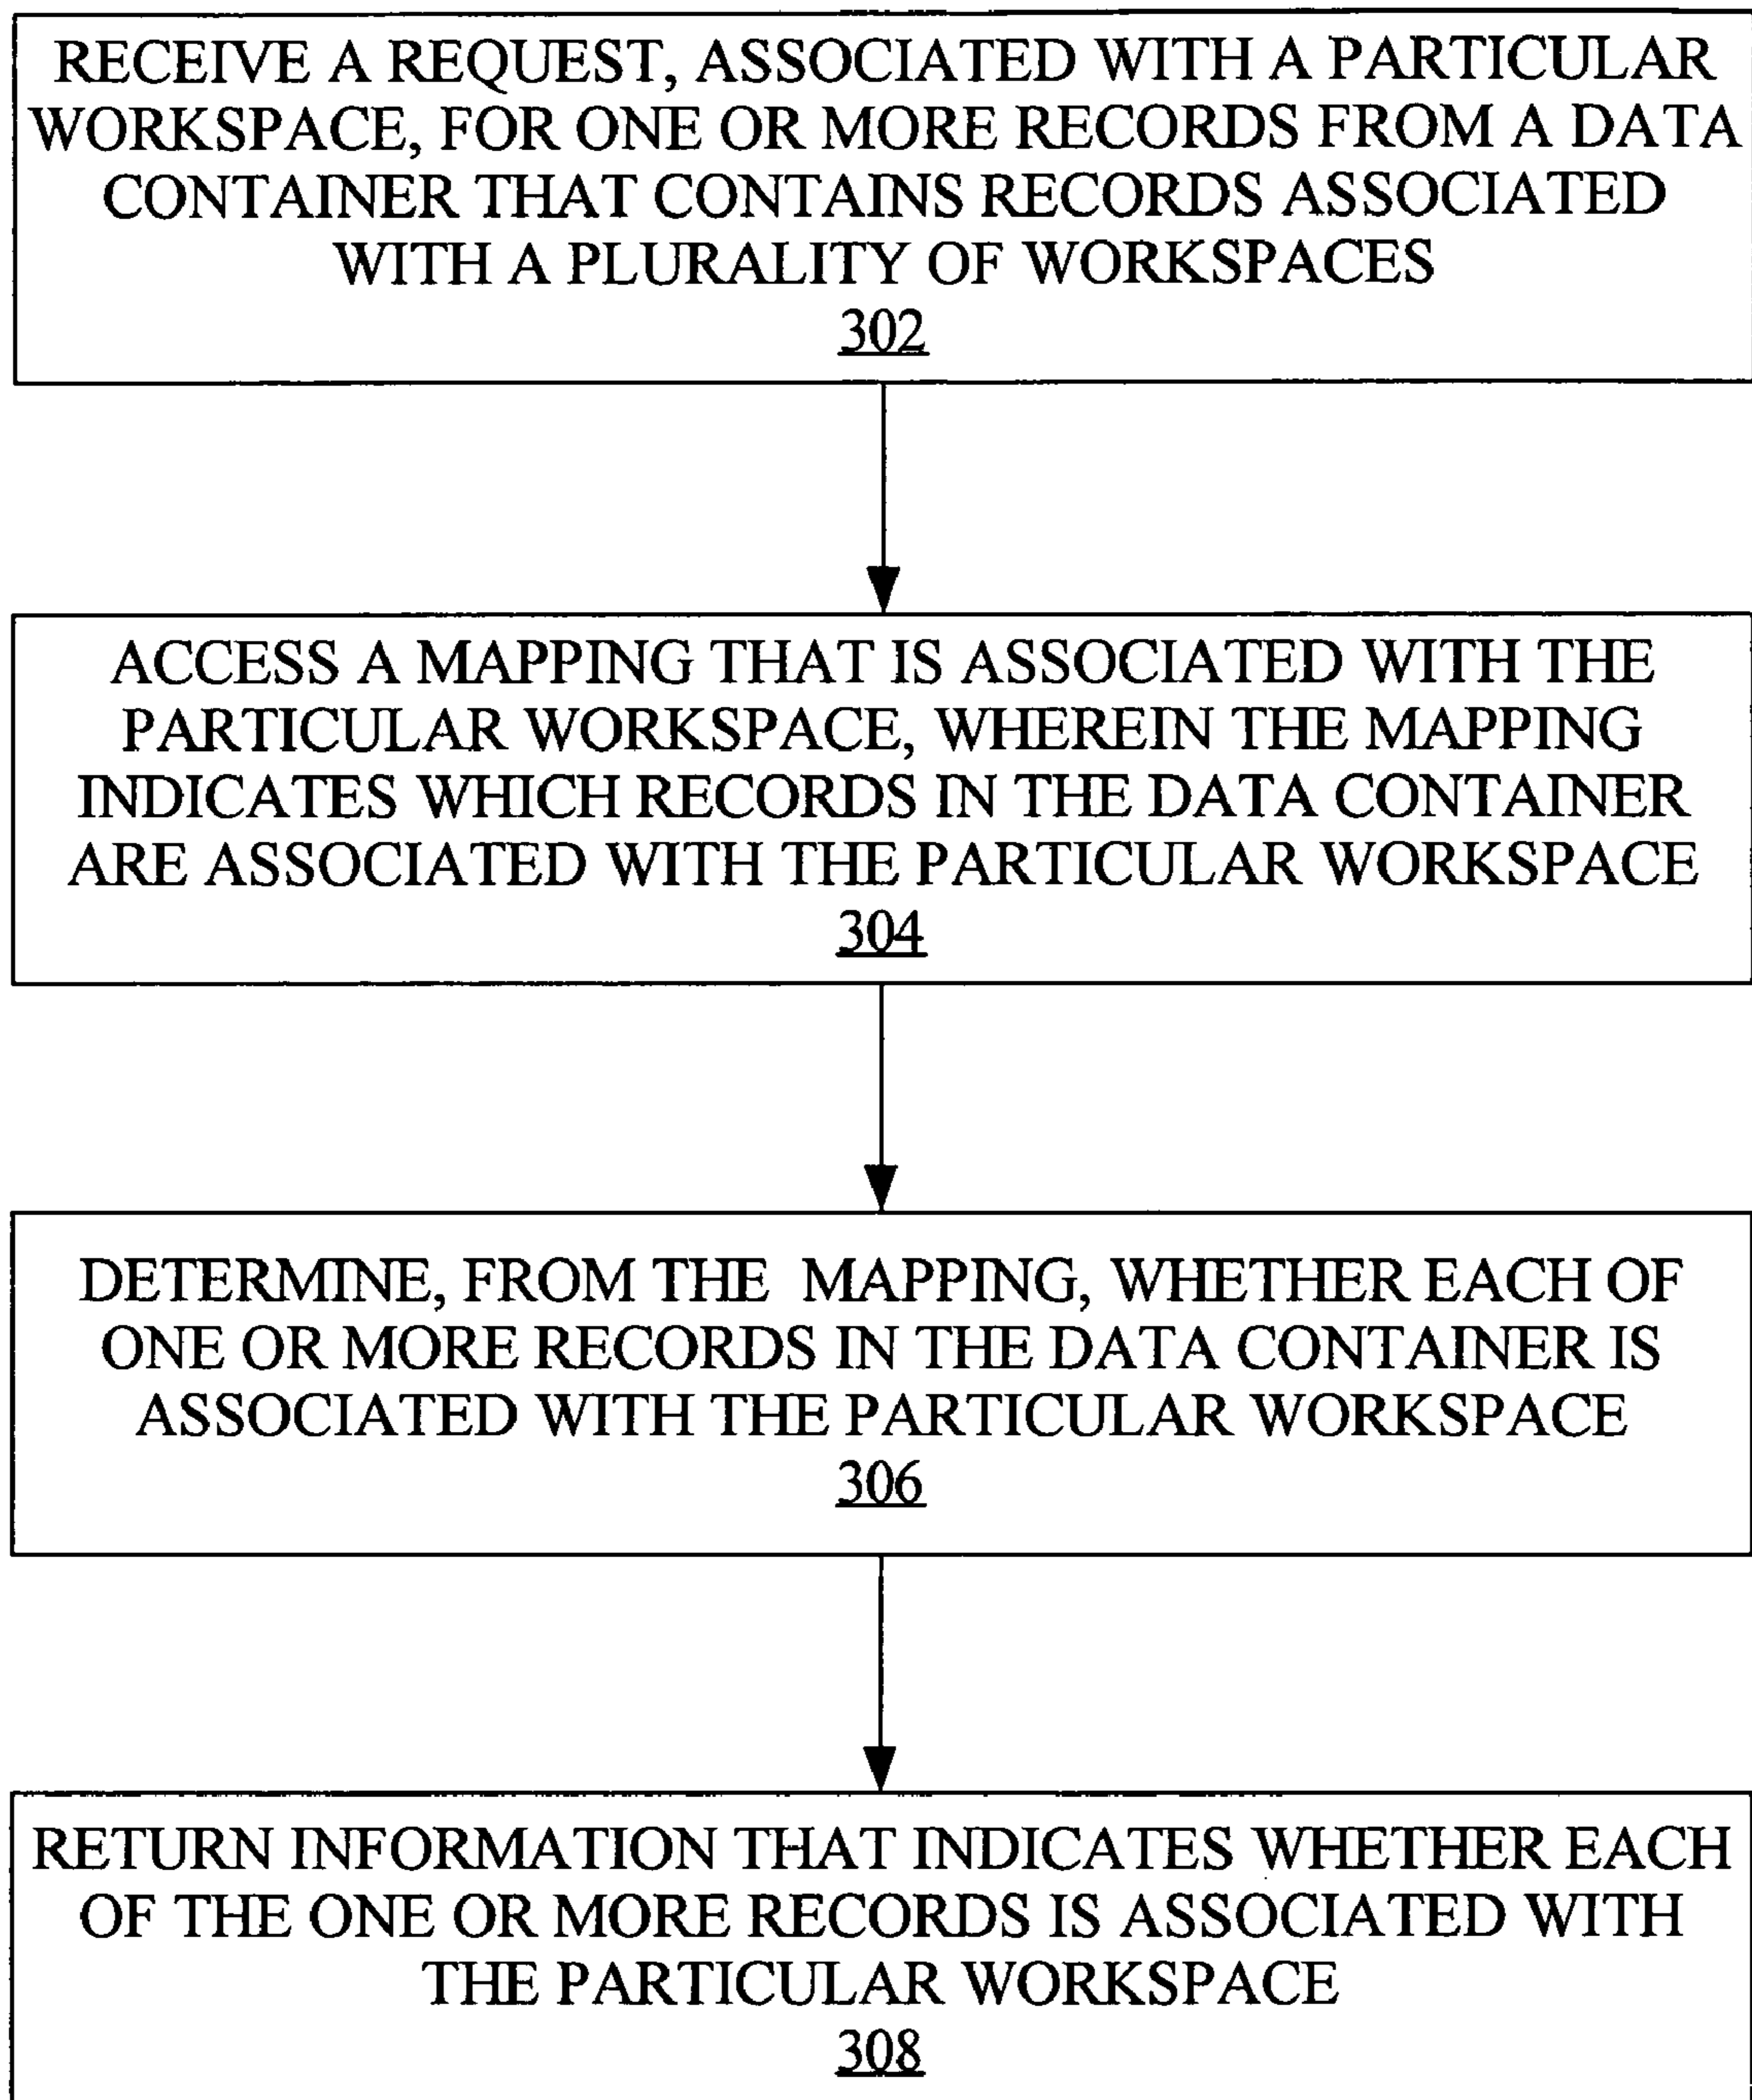 RECEIVE A REQUEST, ASSOCIATED WITH A PARTICULAR
WORKSPACE, FOR ONE OR MORE RECORDS FROM A DATA
CONTAINER THAT CONTAINS RECORDS ASSOCIATED
WITH A PLURALITY OF WORKSPACES
302
ACCESS A MAPPING THAT IS ASSOCIATED WITH THE
PARTICULAR WORKSPACE, WHEREIN THE MAPPING
INDICATES WHICH RECORDS IN THE DATA CONTAINER
ARE ASSOCIATED WITH THE PARTICULAR WORKSPACE
304
DETERMINE, FROM THE MAPPING, WHETHER EACH OF
ONE OR MORE RECORDS IN THE DATA CONTAINER IS
ASSOCIATED WITH THE PARTICULAR WORKSPACE
306
RETURN INFORMATION THAT INDICATES WHETHER EACH
OF THE ONE OR MORE RECORDS IS ASSOCIATED WITH
THE PARTICULAR WORKSPACE
308